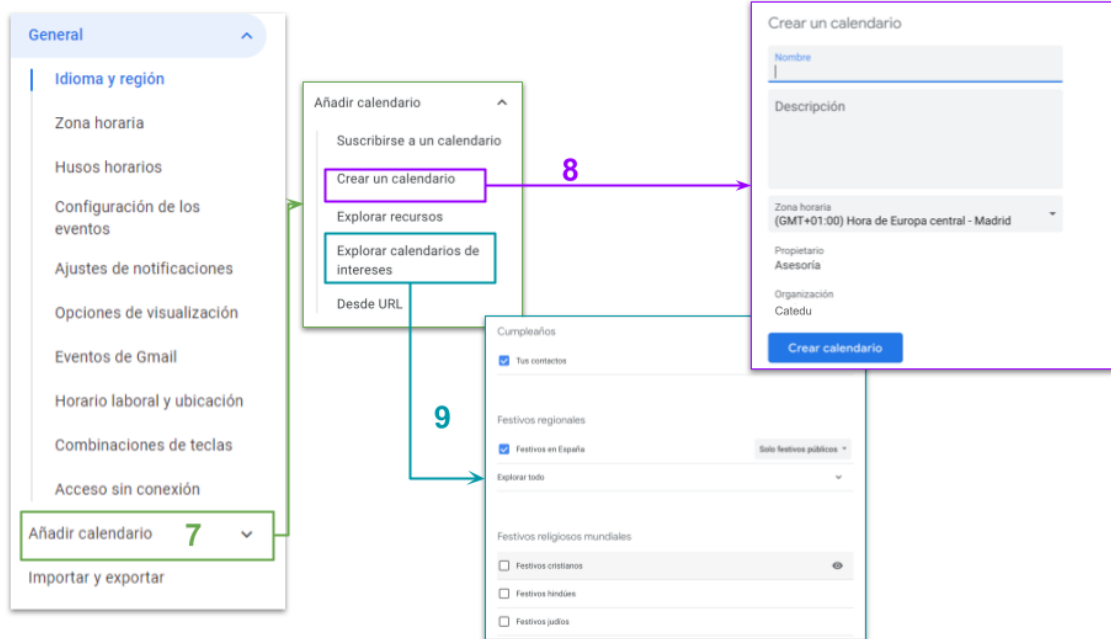 General
Idioma y región
Zona horaria
Husos horarios
Configuración de los
eventos
Ajustes de notificaciones
Opciones de visualización
Eventos de Gmail
Horario laboral y ubicación
Combinaciones de teclas
Acceso sin conexión
Añadir calendario
7
Importar y exportar
Añadir calendario
Suscribirse a un calendario
Crear un calendario
Explorar recursos
Explorar calendarios de
intereses
Desde URL
8
Crear un calendario
Nombre
Descripción
Zona horaria
(GMT+01:00) Hora de Europa central - Madrid
Propietario
Asesoría
Organización
Catedu
Crear calendario
9
Cumpleaños
Tus contactos
Festivos regionales
Festivos en España
Solo festivos públicos
Explorar todo
Festivos religiosos mundiales
Festivos cristianos
Festivos hindúes
Festivos judíos